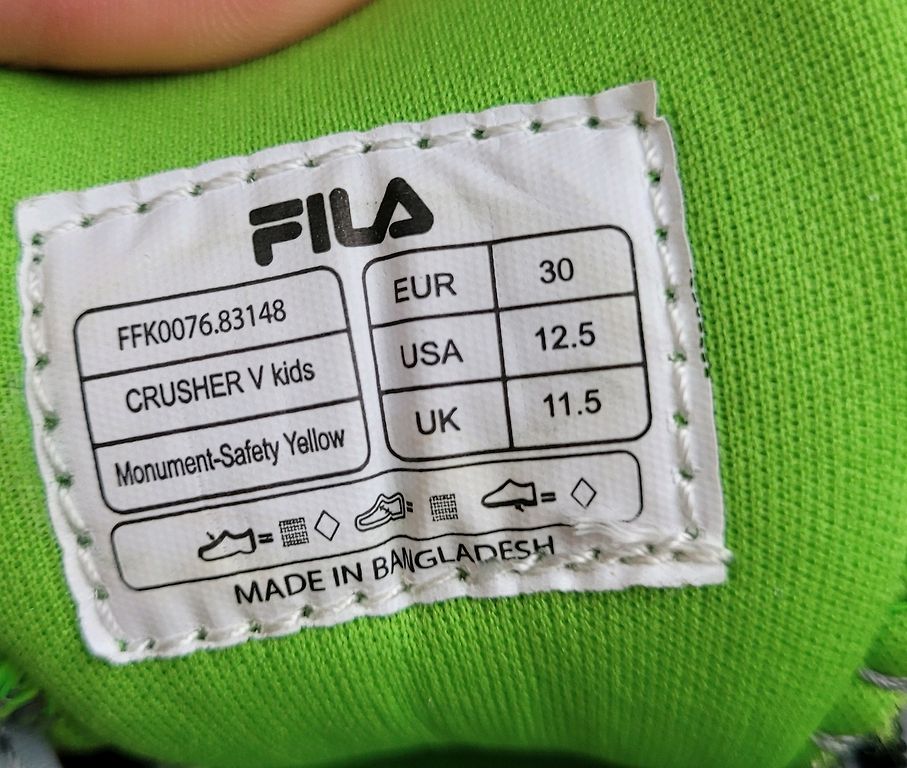 FILA
FFK0076.83148
CRUSHER V kids
Monument-Safety Yellow
EUR 30
USA 12.5
UK 11.5
= =  =
MADE IN BANGLADESH